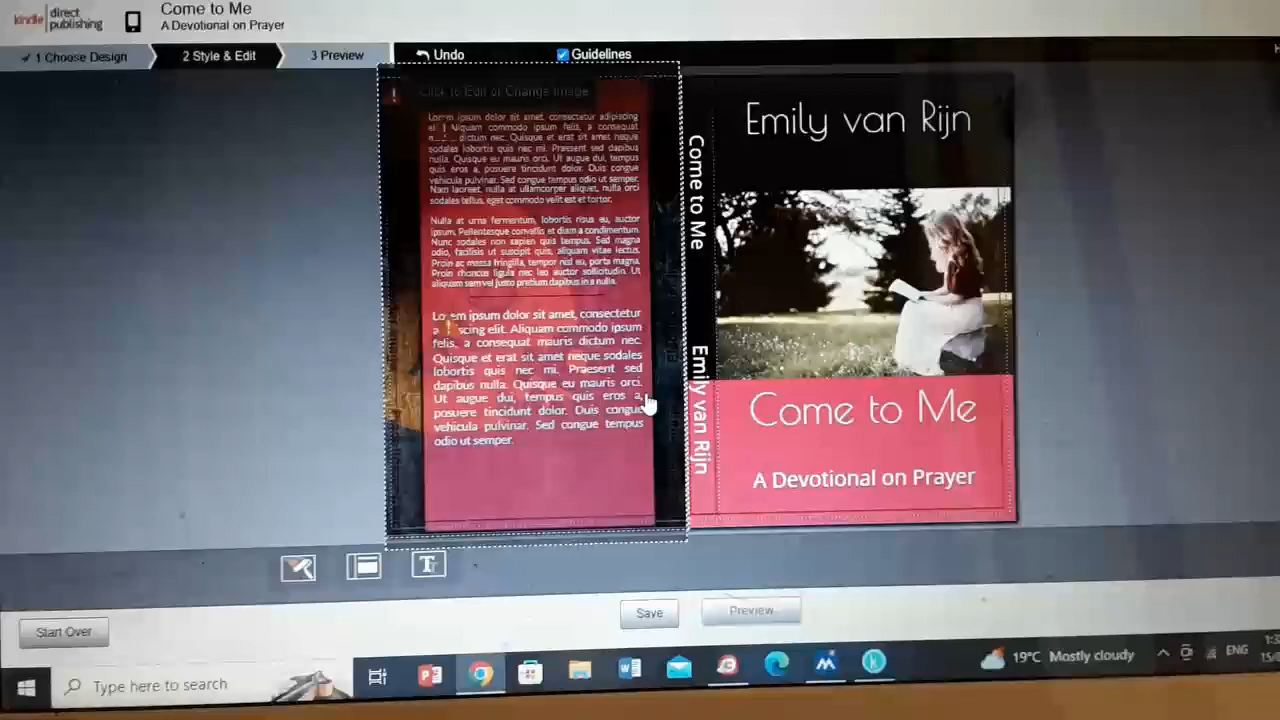 kindle direct publishing
Come to Me
A Devotional on Prayer
1 Choose Design
2 Style & Edit
3 Preview
Undo
Guidelines
Click to Edit or Change Image
Lorem ipsum dolor sit amet, consectetur adipiscing
Aliquam commodo ipsum felis, a consequat
dictum nec. Quisque et erat sit amet neque
sodales lobortis quis nec mi. Praesent sed dapibus
nulla. Quisque eu mauris orci. Ut augue dui, tempus
quis eros a, posuere tincidunt dolor. Duis congue
vehicula pulvinar. Sed congue tempus odio ut semper.
Nam laoreet, nulla at ullamcorper aliquet, nulla orci
sodales tellus, eget commodo velit est et tortor.
Nulla at urna fermentum, lobortis risus eu, auctor
ipsum. Pellentesque convallis et diam a condimentum.
Nunc sodales non sapien quis tempus. Sed magna
odio, facilisis ut suscipit quis, aliquam vitae lectus.
Proin ac massa fringilla, tempor nisl eu, porta magna.
Proin rhoncus ligula nec leo auctor sollicitudin. Ut
aliquam sem vel justo pretium dapibus in a nulla.
dolor sit amet, consectetur
scing elit. Aliquam commodo ipsum
felis, a consequat mauris dictum nec.
Quisque et erat sit amet neque sodales
lobortis quis nec mi. Praesent sed
dapibus nulla. Quisque eu mauris orci.
Ut augue dui, tempus quis eros a,
posuere tincidunt dolor. Duis congue
vehicula pulvinar. Sed congue tempus
odio ut semper.
Come to Me
Emily van Rijn
Emily van Rijn
Come to Me
A Devotional on Prayer
Save
Preview
Start Over
Type here to search
19°C Mostly cloudy
ENG